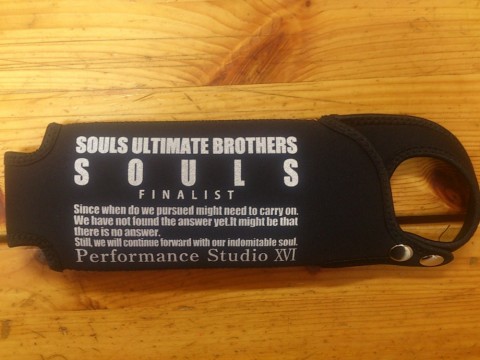 SOULS ULTIMATE BROTHERS
SOULS
FINALIST
Since when do we pursued might need to carry on.
We have not found the answer yet.It might be that
there is no answer.
Still, we will continue forward with our indomitable soul.
Performance Studio XVI